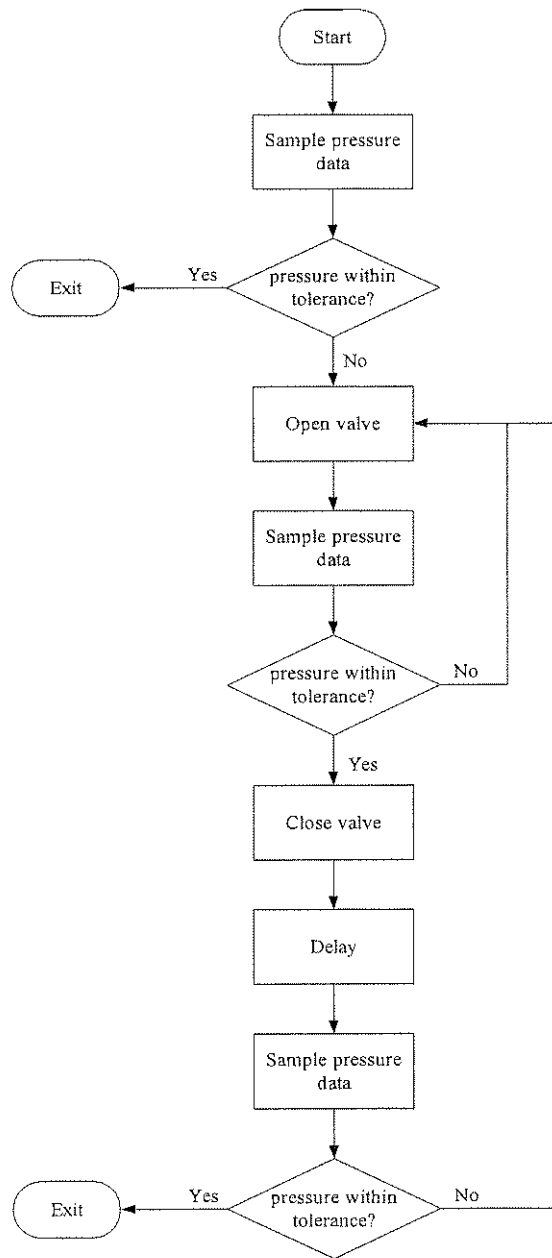 Start
Sample pressure
data
Yes
pressure within
tolerance?
Exit
No
Open valve
Sample pressure
data
pressure within
tolerance?
No
Yes
Close valve
Delay
Sample pressure
data
Exit
Yes
pressure within
tolerance?
No